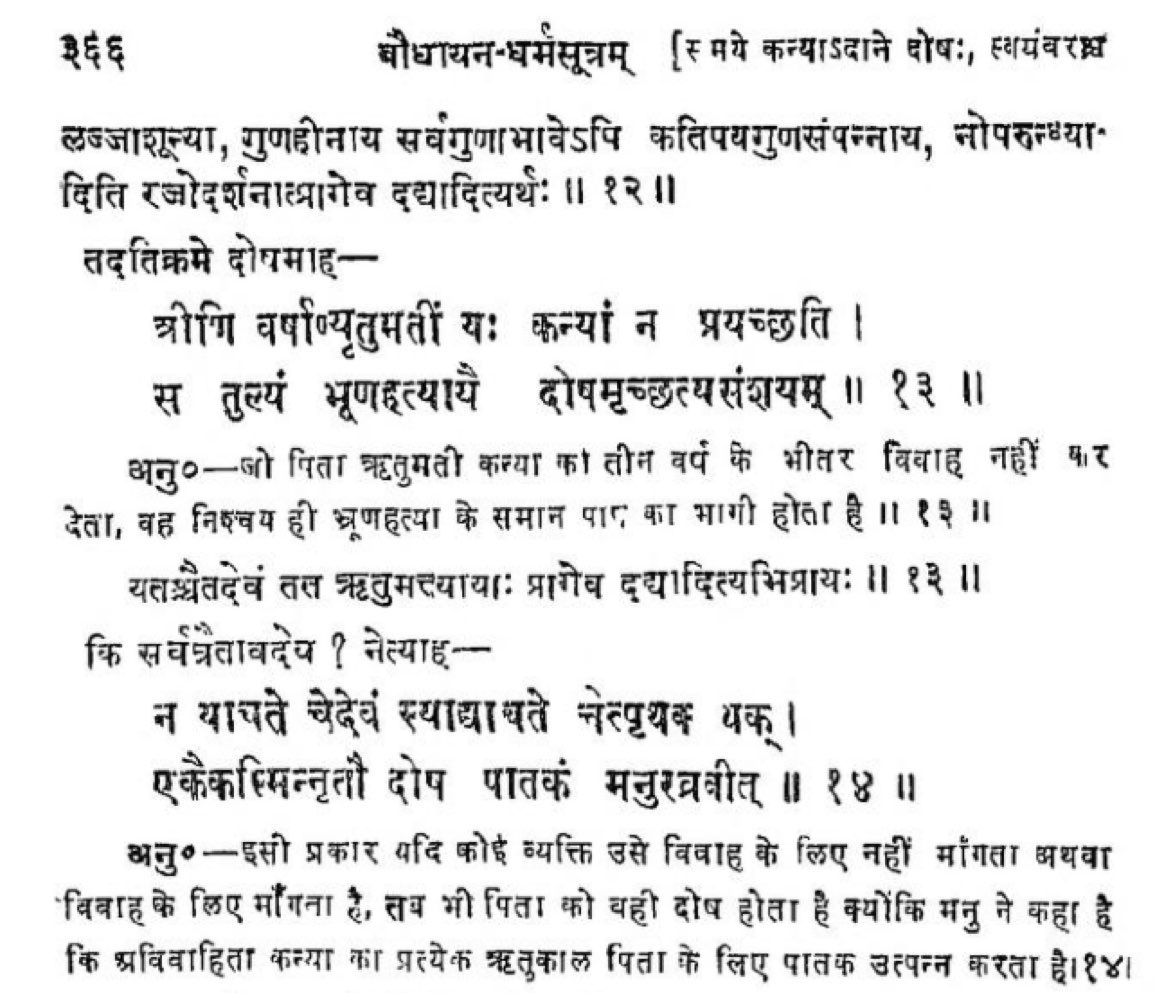 ३६६ बौधायन-धर्मसूत्रम् [समये कन्याऽदाने दोषः, स्वयंवरश्च
लज्जाशून्या, गुणहीनाय सर्वगुणाभावेऽपि कतिपयगुणसंपन्नाय, नोपरुन्ध्या-
दिति रजोदर्शनात्प्रागेव दद्यादित्यर्थः ॥ १२ ॥
तदतिक्रमे दोषमाह—
त्रीणि वर्षाण्यृतुमतीं यः कन्यां न प्रयच्छति ।
स तुल्यं भ्रूणहत्यायै दोषमृच्छत्यसंशयम् ॥ १३ ॥
अनु०—जो पिता ऋतुमती कन्या को तीन वर्ष के भीतर विवाह नहीं कर
देता, वह निश्चय ही भ्रूणहत्या के समान पाप का भागी होता है ॥ १३ ॥
यतश्चैतदेवं तत ऋतुमत्त्यायाः प्रागेव दद्यादित्यभिप्रायः ॥ १३ ॥
कि सर्वत्रैतावदेव ? नेत्याह—
न याचते चेदेवं स्याद्याचते चेत्पृथक् थक् ।
एकैकस्मिन्नृतौ दोष पातकं मनुरब्रवीत् ॥ १४ ॥
अनु०—इसी प्रकार यदि कोई व्यक्ति उसे विवाह के लिए नहीं माँगता अथवा
विवाह के लिए माँगना है, तब भी पिता को वही दोष होता है क्योंकि मनु ने कहा है
कि अविवाहिता कन्या का प्रत्येक ऋतुकाल पिता के लिए पातक उत्पन्न करता है।१४।